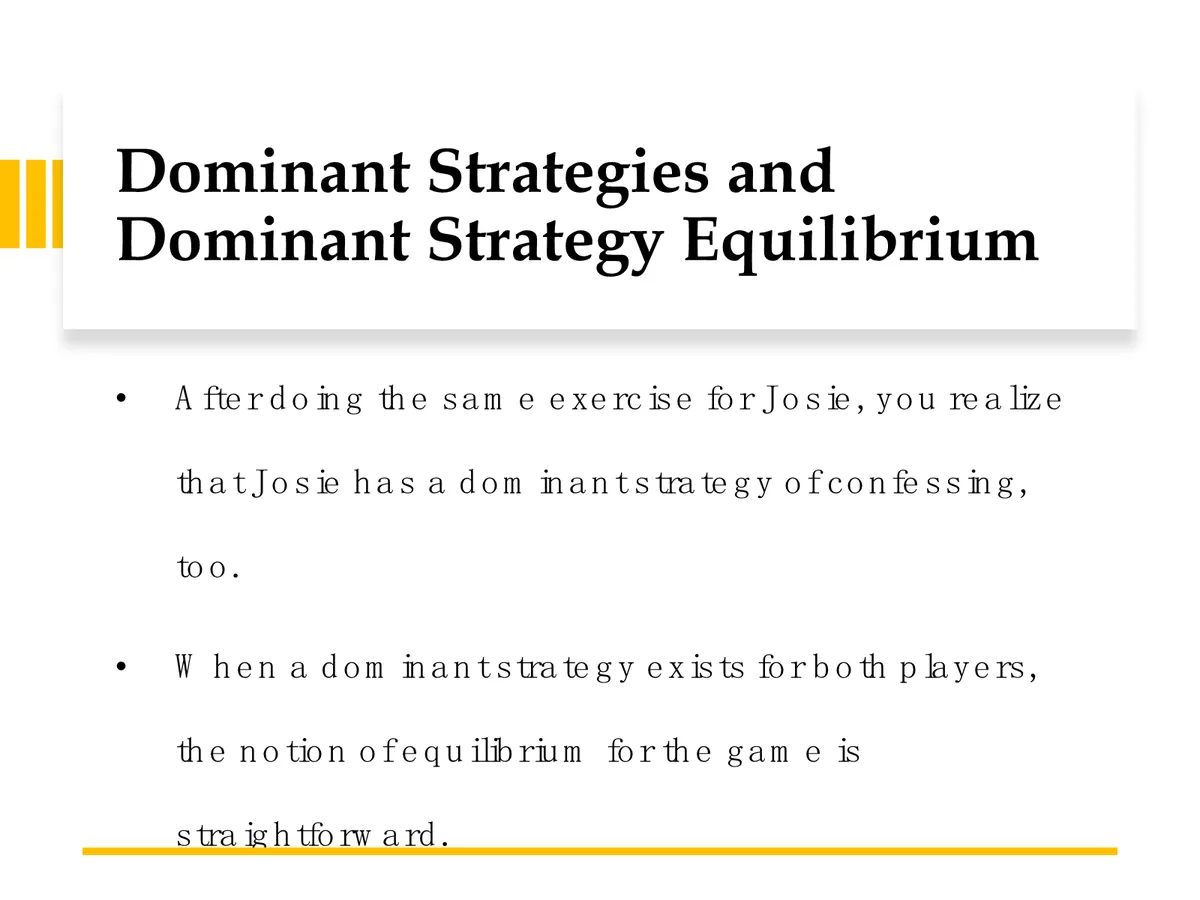 Dominant Strategies and
Dominant Strategy Equilibrium
• After doing the same exercise for Josie, you realize
that Josie has a dominant strategy of confessing,
too.
• When a dominant strategy exists for both players,
the notion of equilibrium for the game is
straightforward.